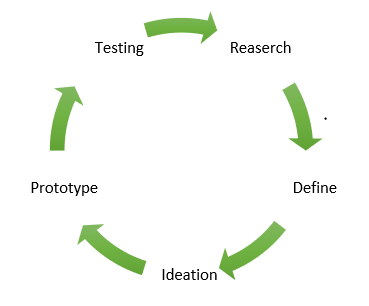 Testing
Reaserch
Prototype
Define
Ideation